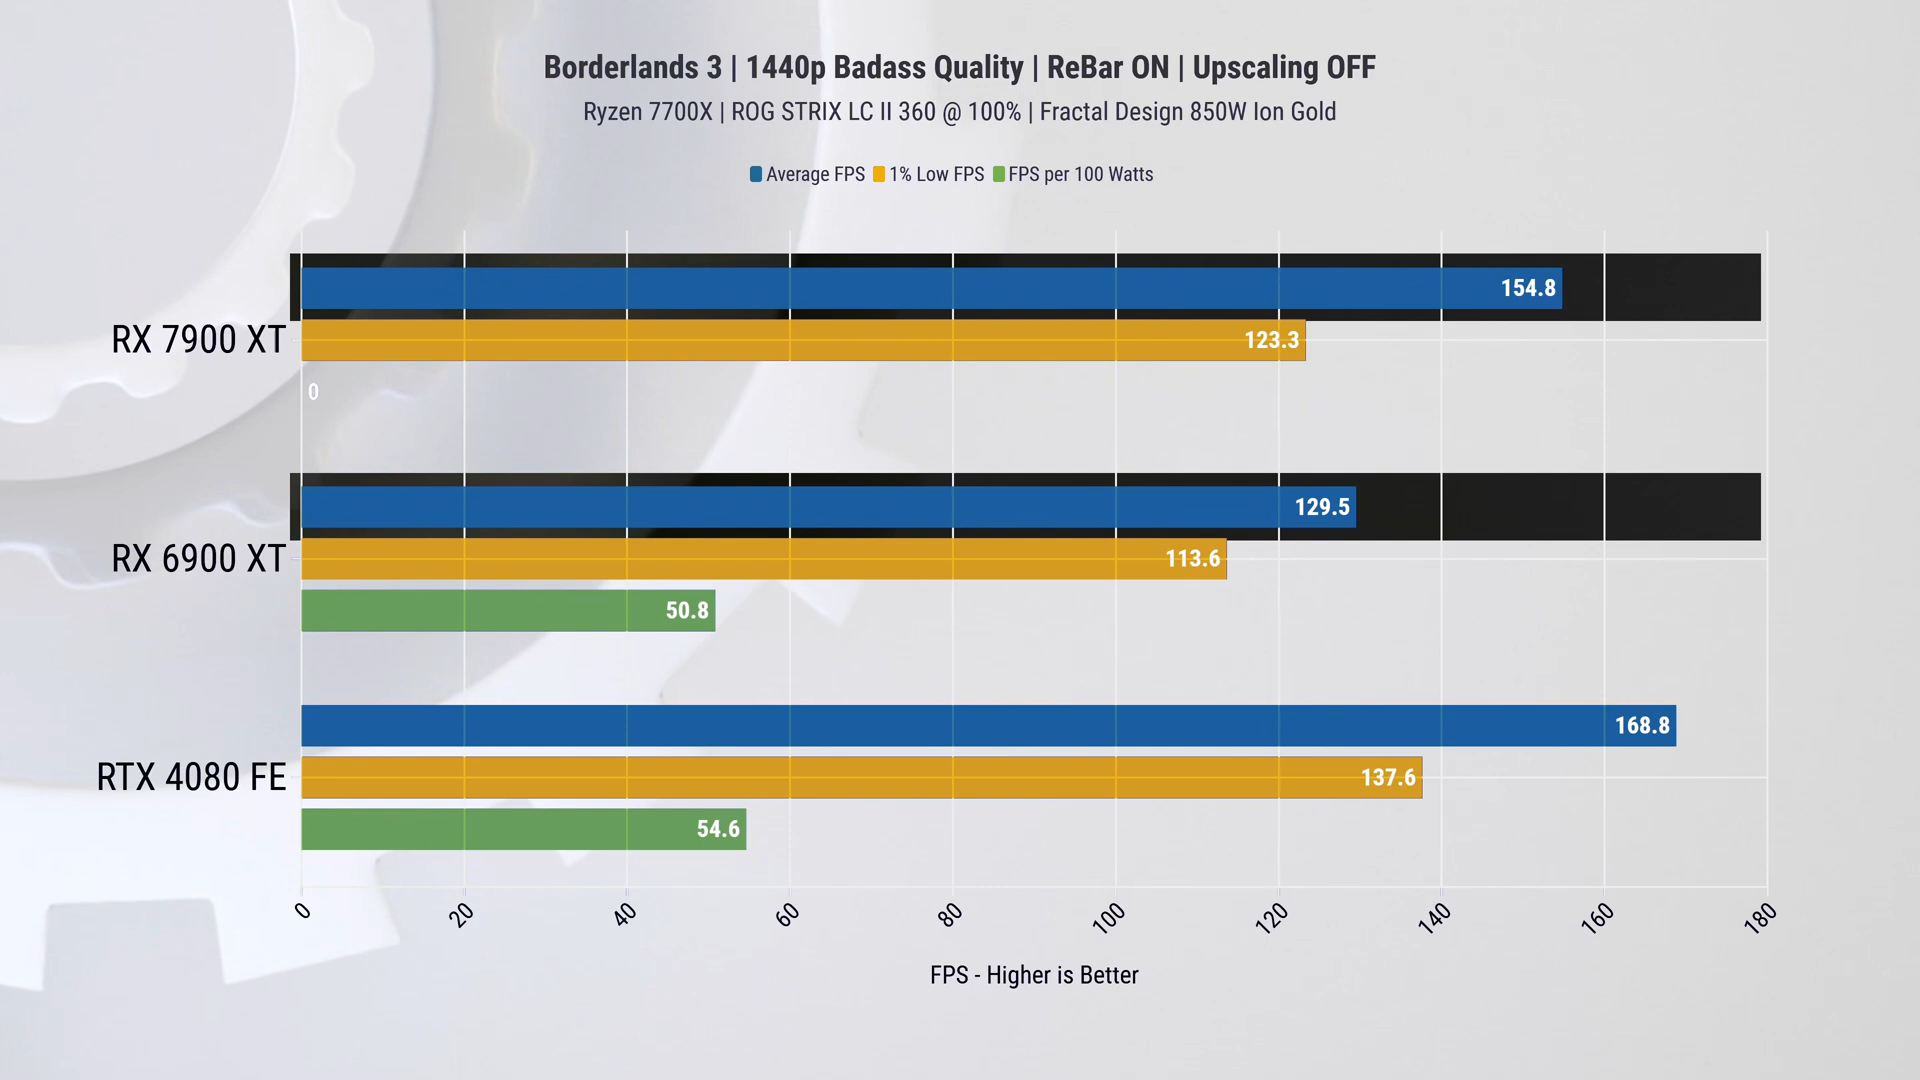 Borderlands 3 | 1440p Badass Quality | ReBar ON | Upscaling OFF
Ryzen 7700X | ROG STRIX LC II 360 @ 100% | Fractal Design 850W Ion Gold
Average FPS 1% Low FPS FPS per 100 Watts
154.8
RX 7900 XT 123.3
0
129.5
RX 6900 XT 113.6
50.8
168.8
RTX 4080 FE 137.6
54.6
0 20 40 60 80 100 120 140 160 180
FPS - Higher is Better